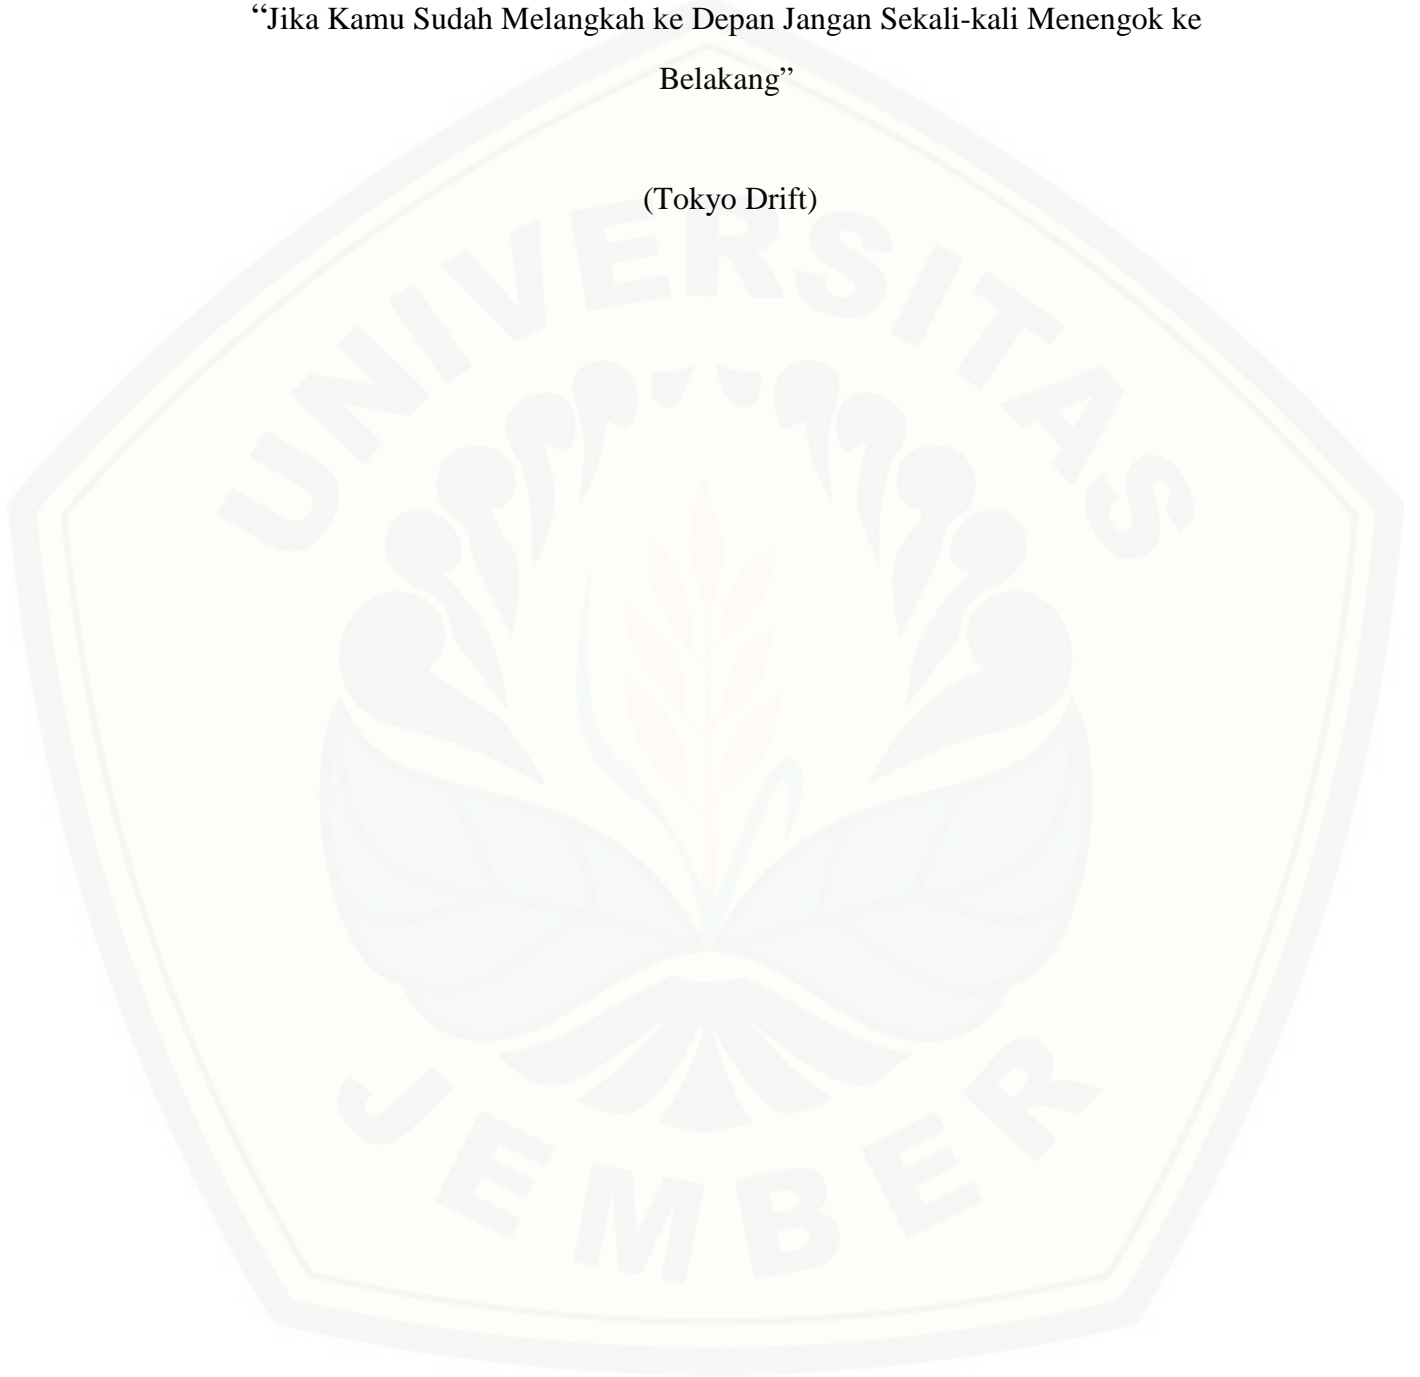 “Jika Kamu Sudah Melangkah ke Depan Jangan Sekali-kali Menengok ke
Belakang”
(Tokyo Drift)
UNIVERSITAS
JEMBER